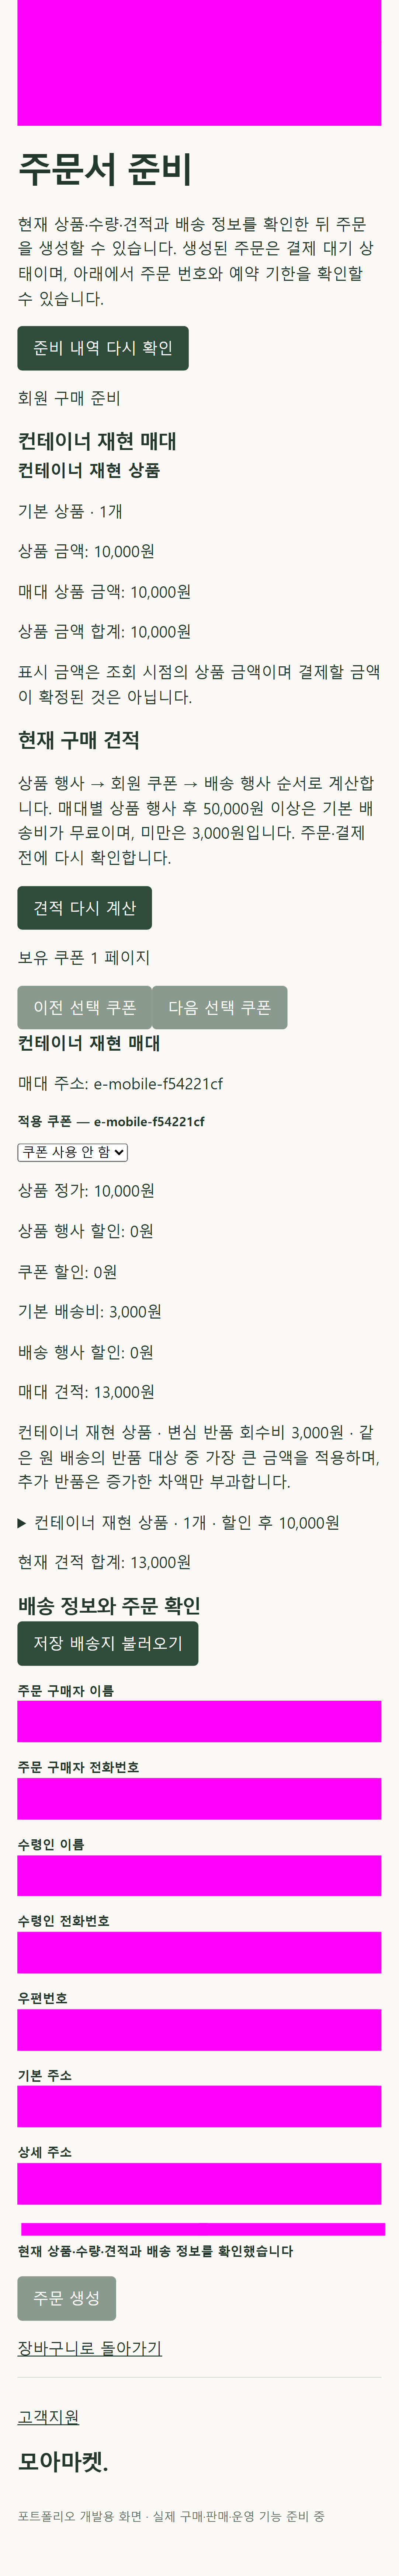 주문서 준비
현재 상품·수량·견적과 배송 정보를 확인한 뒤 주문
을 생성할 수 있습니다. 생성된 주문은 결제 대기 상
태이며, 아래에서 주문 번호와 예약 기한을 확인할
수 있습니다.
준비 내역 다시 확인
회원 구매 준비
컨테이너 재현 매대
컨테이너 재현 상품
기본 상품 · 1개
상품 금액: 10,000원
매대 상품 금액: 10,000원
상품 금액 합계: 10,000원
표시 금액은 조회 시점의 상품 금액이며 결제할 금액
이 확정된 것은 아닙니다.
현재 구매 견적
상품 행사 → 회원 쿠폰 → 배송 행사 순서로 계산합
니다. 매대별 상품 행사 후 50,000원 이상은 기본 배
송비가 무료이며, 미만은 3,000원입니다. 주문·결제
전에 다시 확인합니다.
견적 다시 계산
보유 쿠폰 1 페이지
이전 선택 쿠폰 다음 선택 쿠폰
컨테이너 재현 매대
매대 주소: e-mobile-f54221cf
적용 쿠폰 — e-mobile-f54221cf
쿠폰 사용 안 함
상품 정가: 10,000원
상품 행사 할인: 0원
쿠폰 할인: 0원
기본 배송비: 3,000원
배송 행사 할인: 0원
매대 견적: 13,000원
컨테이너 재현 상품 · 변심 반품 회수비 3,000원 · 같
은 원 배송의 반품 대상 중 가장 큰 금액을 적용하며,
추가 반품은 증가한 차액만 부과합니다.
▶ 컨테이너 재현 상품 · 1개 · 할인 후 10,000원
현재 견적 합계: 13,000원
배송 정보와 주문 확인
저장 배송지 불러오기
주문 구매자 이름
주문 구매자 전화번호
수령인 이름
수령인 전화번호
우편번호
기본 주소
상세 주소
현재 상품·수량·견적과 배송 정보를 확인했습니다
주문 생성
장바구니로 돌아가기
고객지원
모아마켓.
포트폴리오 개발용 화면 · 실제 구매·판매·운영 기능 준비 중